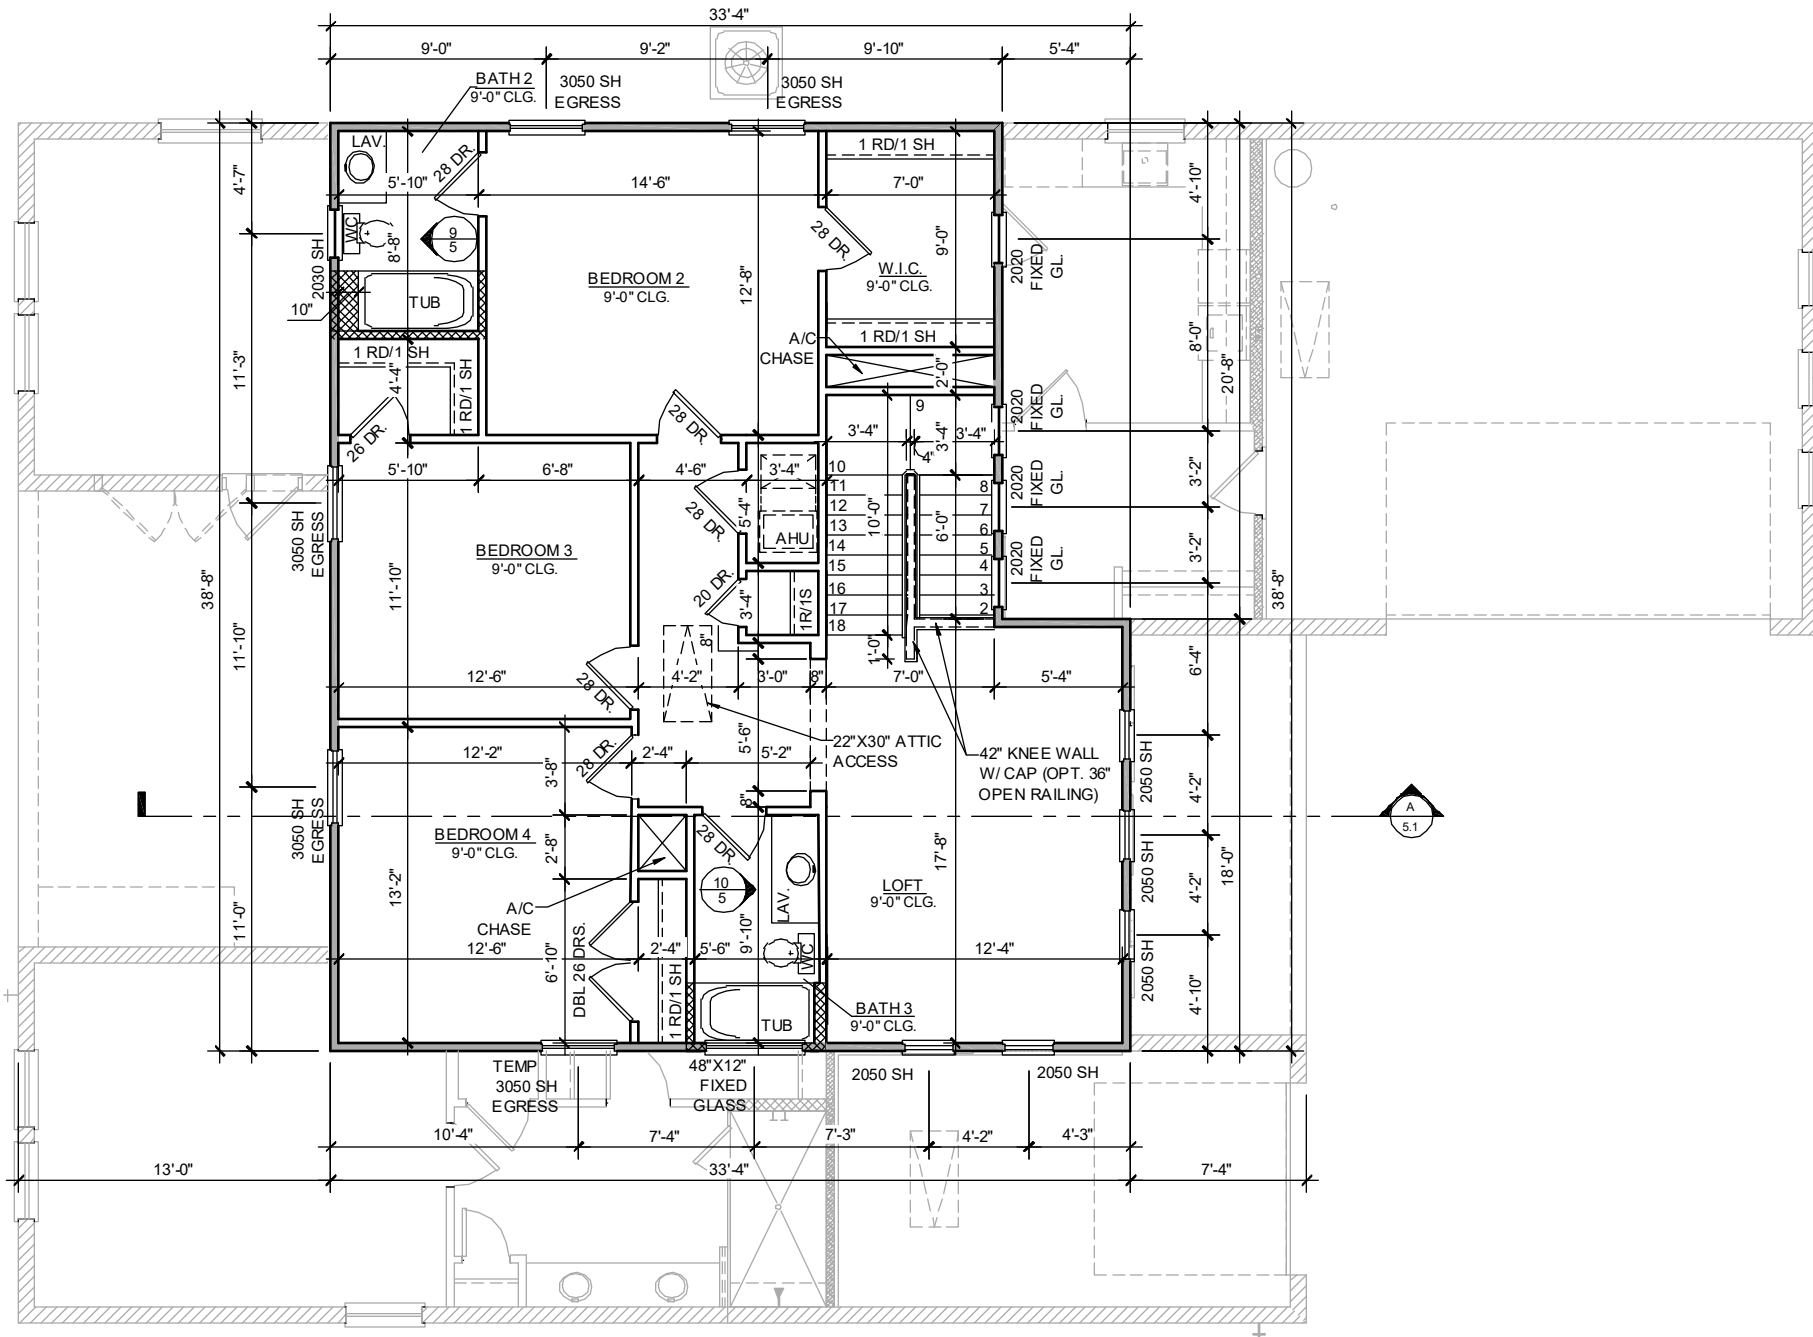 33'-4"
9'-0"
9'-2"
9'-10"
5'-4"
BATH 2
9'-0" CLG.
3050 SH
EGRESS
3050 SH
EGRESS
LAV.
28 DR.
1 RD/1 SH
5'-10"
14'-6"
7'-0"
4'-7"
4'-10"
WC
8'-8"
9
5
28 DR.
9'-0"
2030 SH
2020
FIXED
GL.
BEDROOM 2
9'-0" CLG.
12'-8"
W.I.C.
9'-0" CLG.
10"
TUB
1 RD/1 SH
A/C
CHASE
8'-0"
20'-8"
1 RD/1 SH
4'-4"
1 RD/1 SH
2'-0"
11'-3"
26 DR.
28 DR.
9
3'-4"
3'-4"
3'-4"
4"
2020
FIXED
GL.
5'-10"
6'-8"
4'-6"
3'-4"
10
11
12
13
14
15
16
17
18
8
7
6
5
4
3
2
10'-0"
6'-0"
2020
FIXED
GL.
3'-2"
3050 SH
EGRESS
28 DR.
5'-4"
AHU
BEDROOM 3
9'-0" CLG.
2020
FIXED
GL.
3'-2"
38'-8"
38'-8"
11'-10"
20 DR.
3'-4"
1R/1S
8"
1'-0"
11'-10"
6'-4"
12'-6"
28 DR.
4'-2"
3'-0"
8"
7'-0"
5'-4"
12'-2"
28 DR.
2'-4"
5'-6"
5'-2"
3'-8"
8"
22"X30" ATTIC
ACCESS
42" KNEE WALL
W/ CAP (OPT. 36"
OPEN RAILING)
2050 SH
4'-2"
A
5.1
3050 SH
EGRESS
BEDROOM 4
9'-0" CLG.
2'-8"
28 DR.
17'-8"
2050 SH
4'-2"
18'-0"
13'-2"
10
5
LAV.
LOFT
9'-0" CLG.
A/C
CHASE
11'-0"
12'-6"
6'-10"
DBL 26 DRS.
2'-4"
5'-6"
9'-10"
WC
12'-4"
2050 SH
4'-10"
1 RD/1 SH
TUB
BATH 3
9'-0" CLG.
TEMP
3050 SH
EGRESS
48"X12"
FIXED
GLASS
2050 SH
2050 SH
10'-4"
7'-4"
7'-3"
4'-2"
4'-3"
13'-0"
33'-4"
7'-4"